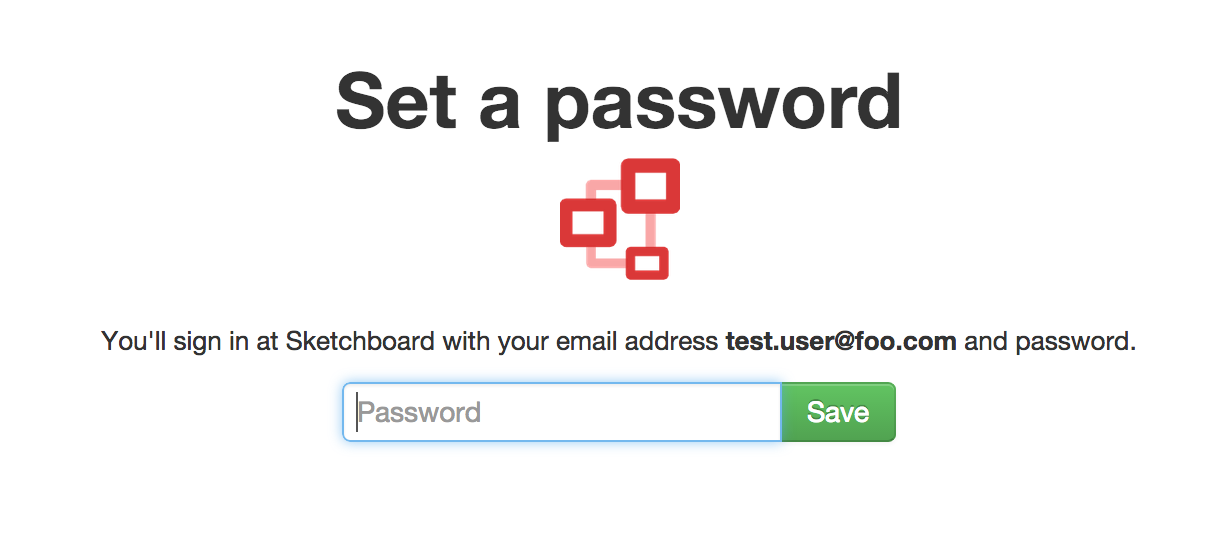 Set a password
You'll sign in at Sketchboard with your email address test.user@foo.com and password.
Password Save